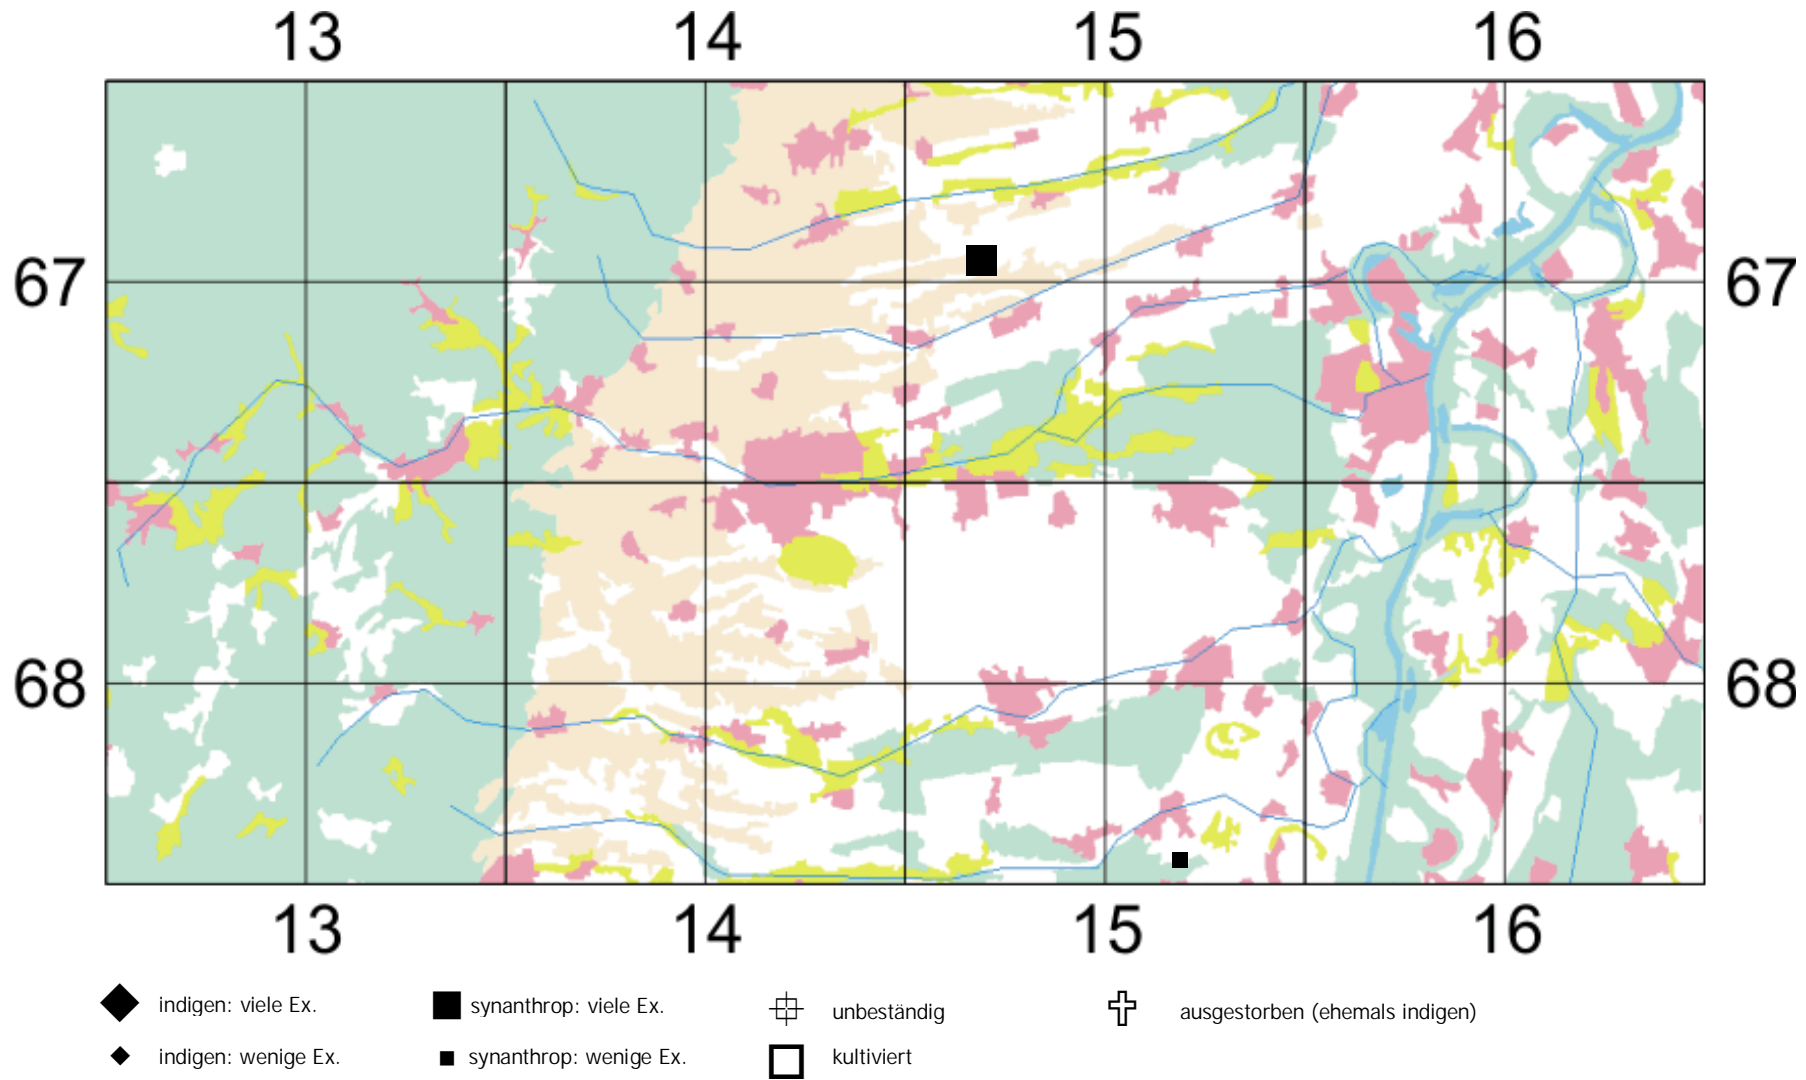 13 14 15 16
67 67
68 68
13 14 15 16
indigen: viele Ex. synanthrop: viele Ex. unbeständig ausgestorben (ehemals indigen)
indigen: wenige Ex. synanthrop: wenige Ex. kultiviert